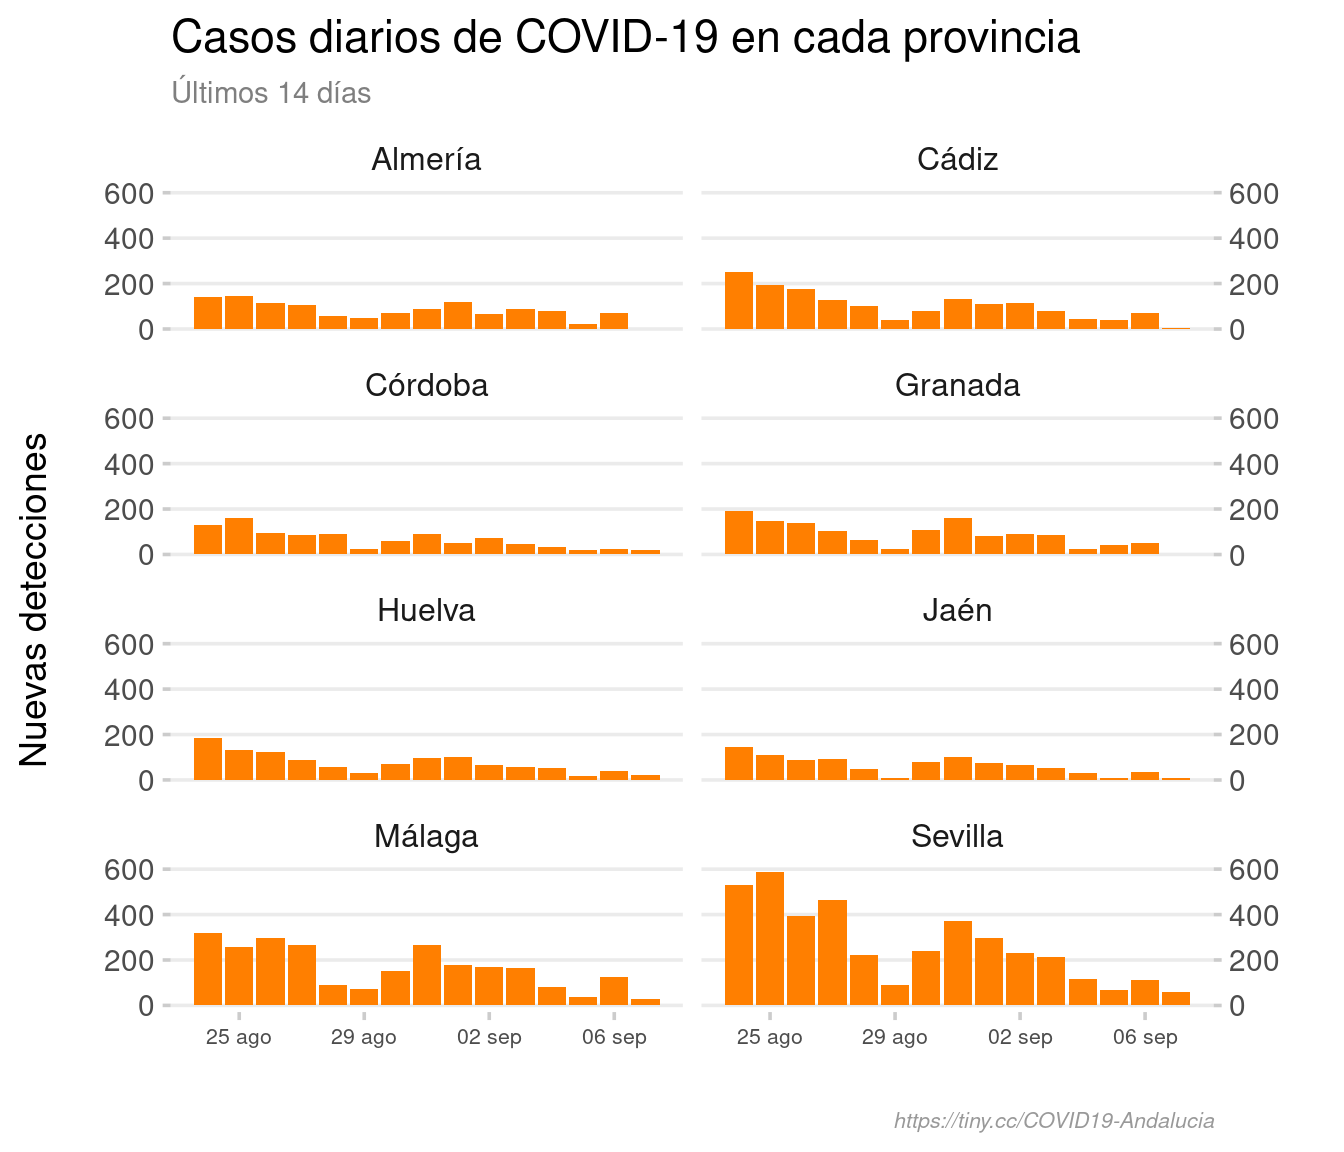 Casos diarios de COVID-19 en cada provincia
Últimos 14 días
Nuevas detecciones
Almería
Cádiz
600
400
200
0
600
400
200
0
Córdoba
Granada
600
400
200
0
600
400
200
0
Huelva
Jaén
600
400
200
0
600
400
200
0
Málaga
Sevilla
600
400
200
0
600
400
200
0
25 ago 29 ago 02 sep 06 sep
25 ago 29 ago 02 sep 06 sep
https://tiny.cc/COVID19-Andalucia